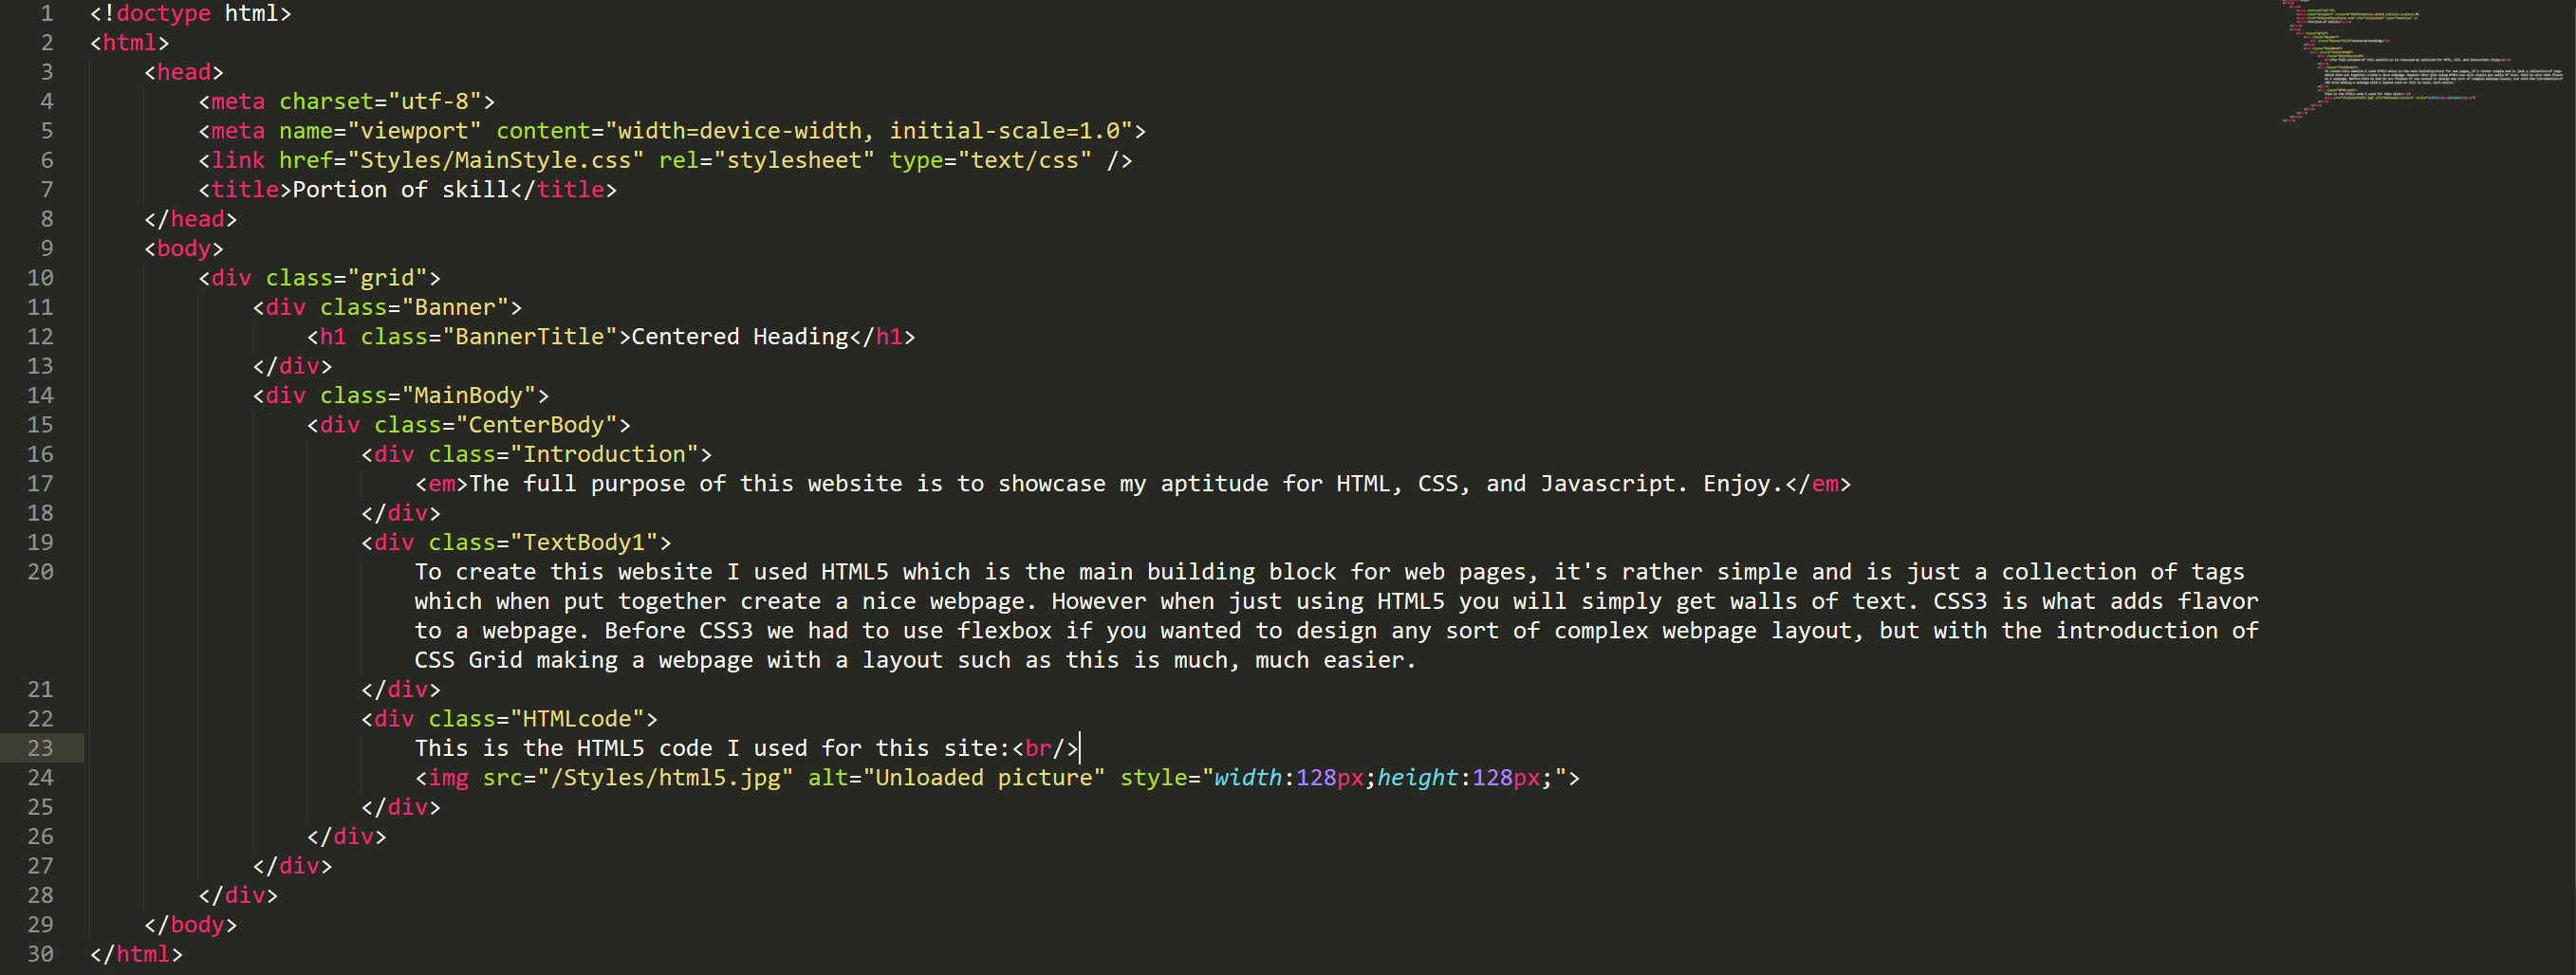 1 <!doctype html>
2 <html>
3 <head>
4 <meta charset="utf-8">
5 <meta name="viewport" content="width=device-width, initial-scale=1.0">
6 <link href="Styles/MainStyle.css" rel="stylesheet" type="text/css" />
7 <title>Portion of skill</title>
8 </head>
9 <body>
10 <div class="grid">
11 <div class="Banner">
12 <h1 class="BannerTitle">Centered Heading</h1>
13 </div>
14 <div class="MainBody">
15 <div class="CenterBody">
16 <div class="Introduction">
17 <em>The full purpose of this website is to showcase my aptitude for HTML, CSS, and Javascript. Enjoy.</em>
18 </div>
19 <div class="TextBody1">
20 To create this website I used HTML5 which is the main building block for web pages, it's rather simple and is just a collection of tags
which when put together create a nice webpage. However when just using HTML5 you will simply get walls of text. CSS3 is what adds flavor
to a webpage. Before CSS3 we had to use flexbox if you wanted to design any sort of complex webpage layout, but with the introduction of
CSS Grid making a webpage with a layout such as this is much, much easier.
21 </div>
22 <div class="HTMLcode">
23 This is the HTML5 code I used for this site:<br/>
24 <img src="/Styles/html5.jpg" alt="Unloaded picture" style="width:128px;height:128px;">
25 </div>
26 </div>
27 </div>
28 </div>
29 </body>
30 </html>